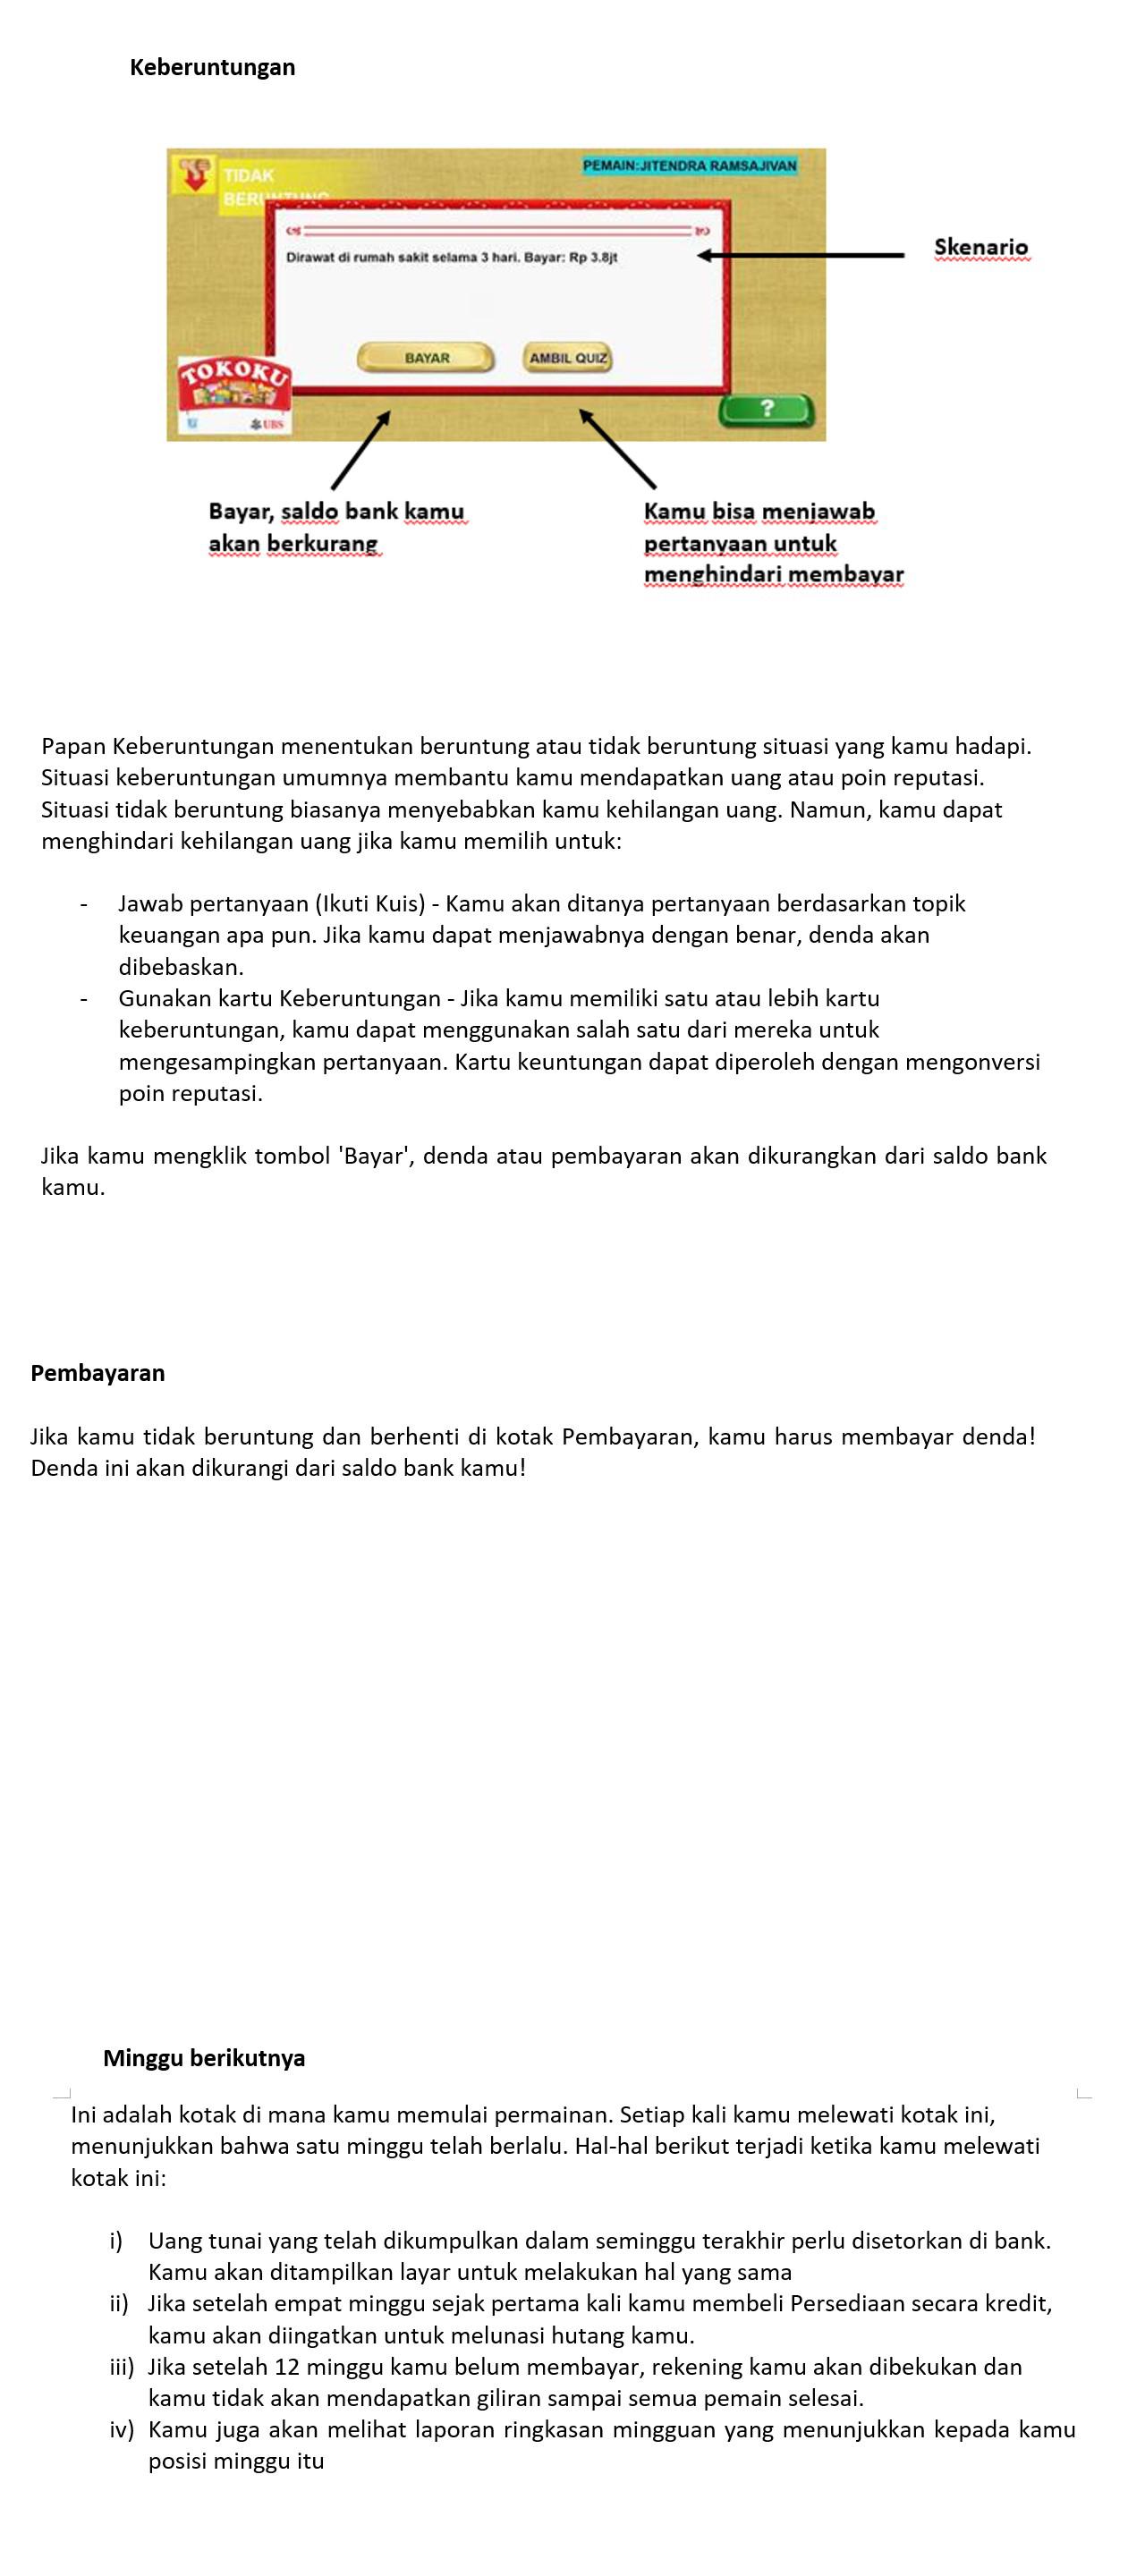 Keberuntungan
TIDAK
BERUNTUNG
PEMAIN:JITENDRA RAMSAJIVAN
Dirawat di rumah sakit selama 3 hari. Bayar: Rp 3.8jt
Skenario
BAYAR
AMBIL QUIZ
TOKOKU
UBS
?
Bayar, saldo bank kamu
akan berkurang
Kamu bisa menjawab
pertanyaan untuk
menghindari membayar
Papan Keberuntungan menentukan beruntung atau tidak beruntung situasi yang kamu hadapi.
Situasi keberuntungan umumnya membantu kamu mendapatkan uang atau poin reputasi.
Situasi tidak beruntung biasanya menyebabkan kamu kehilangan uang. Namun, kamu dapat
menghindari kehilangan uang jika kamu memilih untuk:
- Jawab pertanyaan (Ikuti Kuis) - Kamu akan ditanya pertanyaan berdasarkan topik
keuangan apa pun. Jika kamu dapat menjawabnya dengan benar, denda akan
dibebaskan.
- Gunakan kartu Keberuntungan - Jika kamu memiliki satu atau lebih kartu
keberuntungan, kamu dapat menggunakan salah satu dari mereka untuk
mengesampingkan pertanyaan. Kartu keuntungan dapat diperoleh dengan mengonversi
poin reputasi.
Jika kamu mengklik tombol 'Bayar', denda atau pembayaran akan dikurangkan dari saldo bank
kamu.
Pembayaran
Jika kamu tidak beruntung dan berhenti di kotak Pembayaran, kamu harus membayar denda!
Denda ini akan dikurangi dari saldo bank kamu!
Minggu berikutnya
Ini adalah kotak di mana kamu memulai permainan. Setiap kali kamu melewati kotak ini,
menunjukkan bahwa satu minggu telah berlalu. Hal-hal berikut terjadi ketika kamu melewati
kotak ini:
i) Uang tunai yang telah dikumpulkan dalam seminggu terakhir perlu disetorkan di bank.
Kamu akan ditampilkan layar untuk melakukan hal yang sama
ii) Jika setelah empat minggu sejak pertama kali kamu membeli Persediaan secara kredit,
kamu akan diingatkan untuk melunasi hutang kamu.
iii) Jika setelah 12 minggu kamu belum membayar, rekening kamu akan dibekukan dan
kamu tidak akan mendapatkan giliran sampai semua pemain selesai.
iv) Kamu juga akan melihat laporan ringkasan mingguan yang menunjukkan kepada kamu
posisi minggu itu